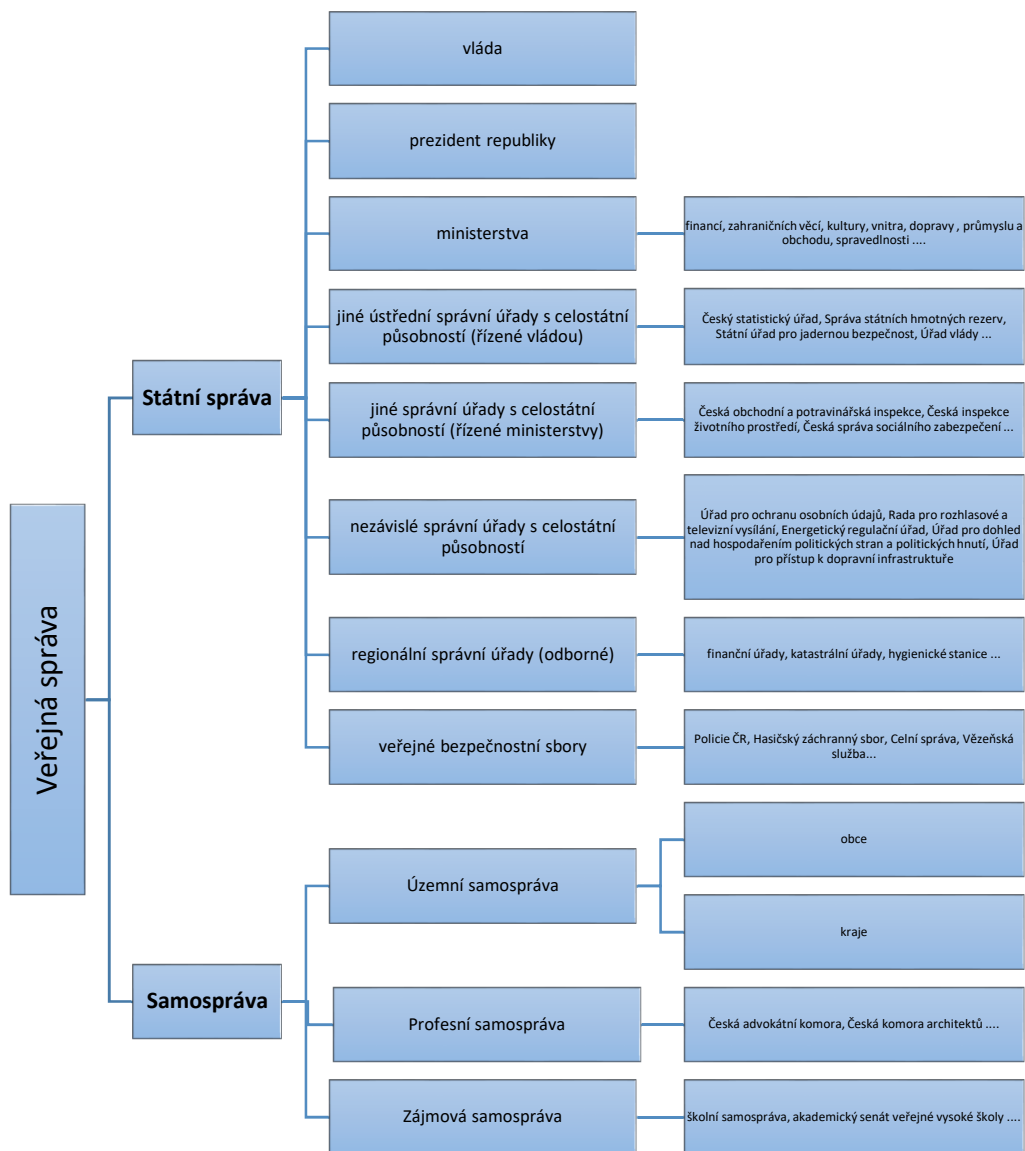 vláda
prezident republiky
ministerstva
financí, zahraničních věcí, kultury, vnitra, dopravy , průmyslu a
obchodu, spravedlnosti ....
jiné ústřední správní úřady s celostátní
působností (řízené vládou)
Český statistický úřad, Správa státních hmotných rezerv,
Státní úřad pro jadernou bezpečnost, Úřad vlády ...
Státní správa
jiné správní úřady s celostátní
působností (řízené ministerstvy)
Česká obchodní a potravinářská inspekce, Česká inspekce
životního prostředí, Česká správa sociálního zabezpečení ...
nezávislé správní úřady s celostátní
působností
Úřad pro ochranu osobních údajů, Rada pro rozhlasové a
televizní vysílání, Energetický regulační úřad, Úřad pro dohled
nad hospodařením politických stran a politických hnutí, Úřad
pro přístup k dopravní infrastruktuře
Veřejná správa
regionální správní úřady (odborné)
finanční úřady, katastrální úřady, hygienické stanice ...
veřejné bezpečnostní sbory
Policie ČR, Hasičský záchranný sbor, Celní správa, Vězeňská
služba...
Územní samospráva
obce
kraje
Samospráva
Profesní samospráva
Česká advokátní komora, Česká komora architektů ....
Zájmová samospráva
školní samospráva, akademický senát veřejné vysoké školy ....